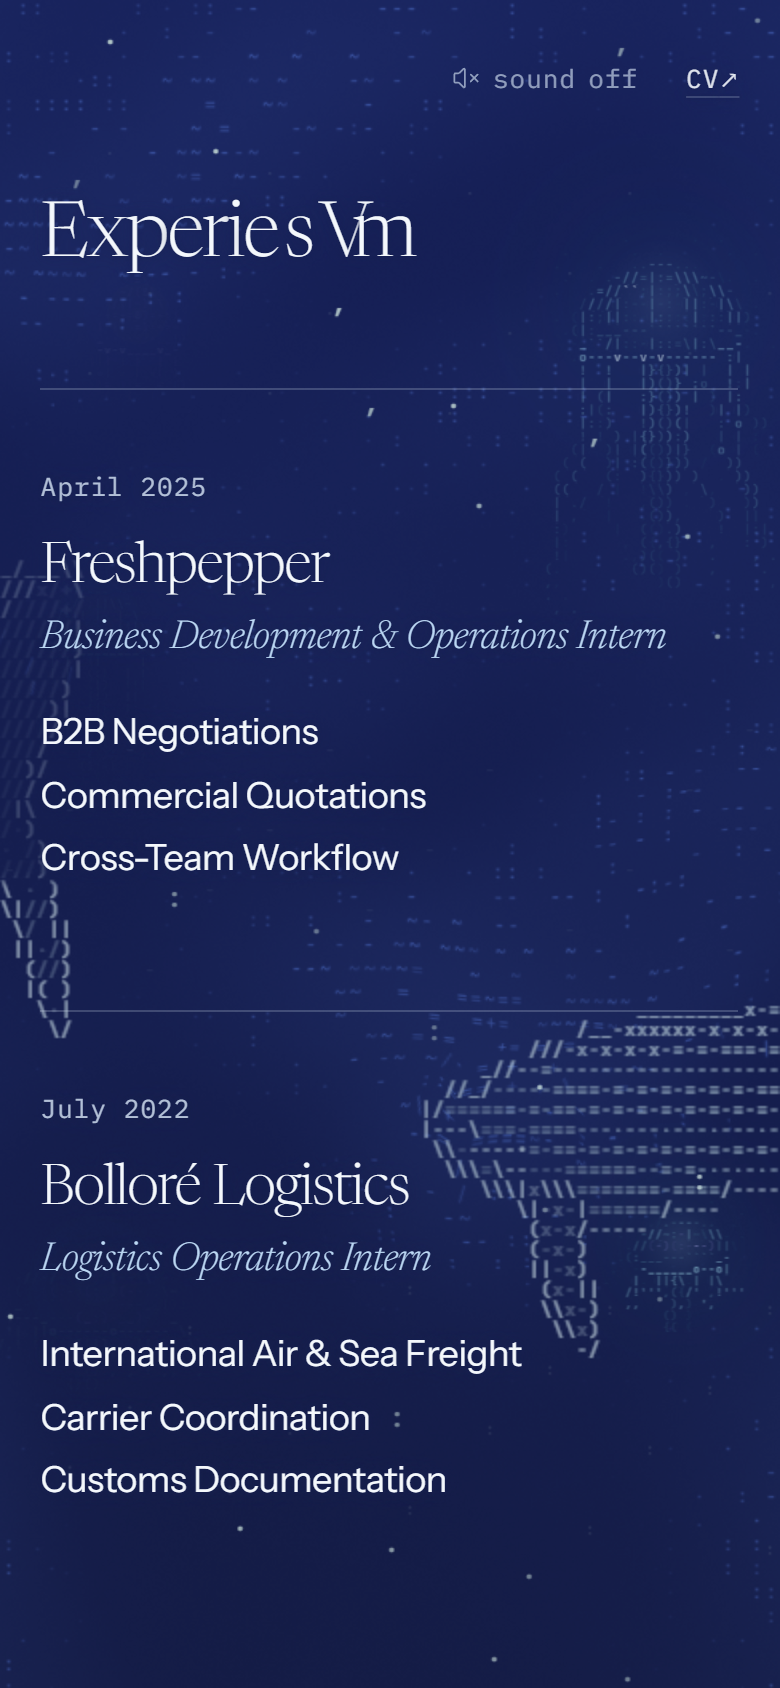 sound off CV↗
Experie s Vm
April 2025
Freshpepper
Business Development & Operations Intern
B2B Negotiations
Commercial Quotations
Cross-Team Workflow
July 2022
Bolloré Logistics
Logistics Operations Intern
International Air & Sea Freight
Carrier Coordination
Customs Documentation